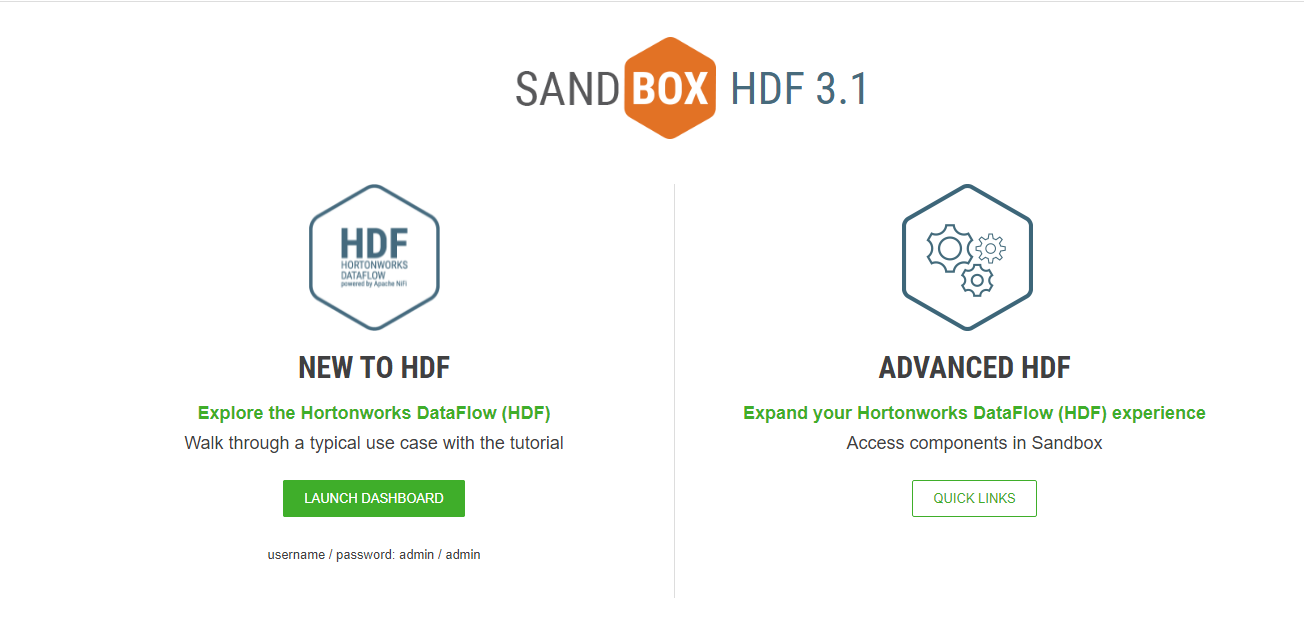 SANDBOX HDF 3.1
HDF
HORTONWORKS
DATAFLOW
powered by Apache NiFi
NEW TO HDF
Explore the Hortonworks DataFlow (HDF)
Walk through a typical use case with the tutorial
LAUNCH DASHBOARD
username / password: admin / admin
ADVANCED HDF
Expand your Hortonworks DataFlow (HDF) experience
Access components in Sandbox
QUICK LINKS